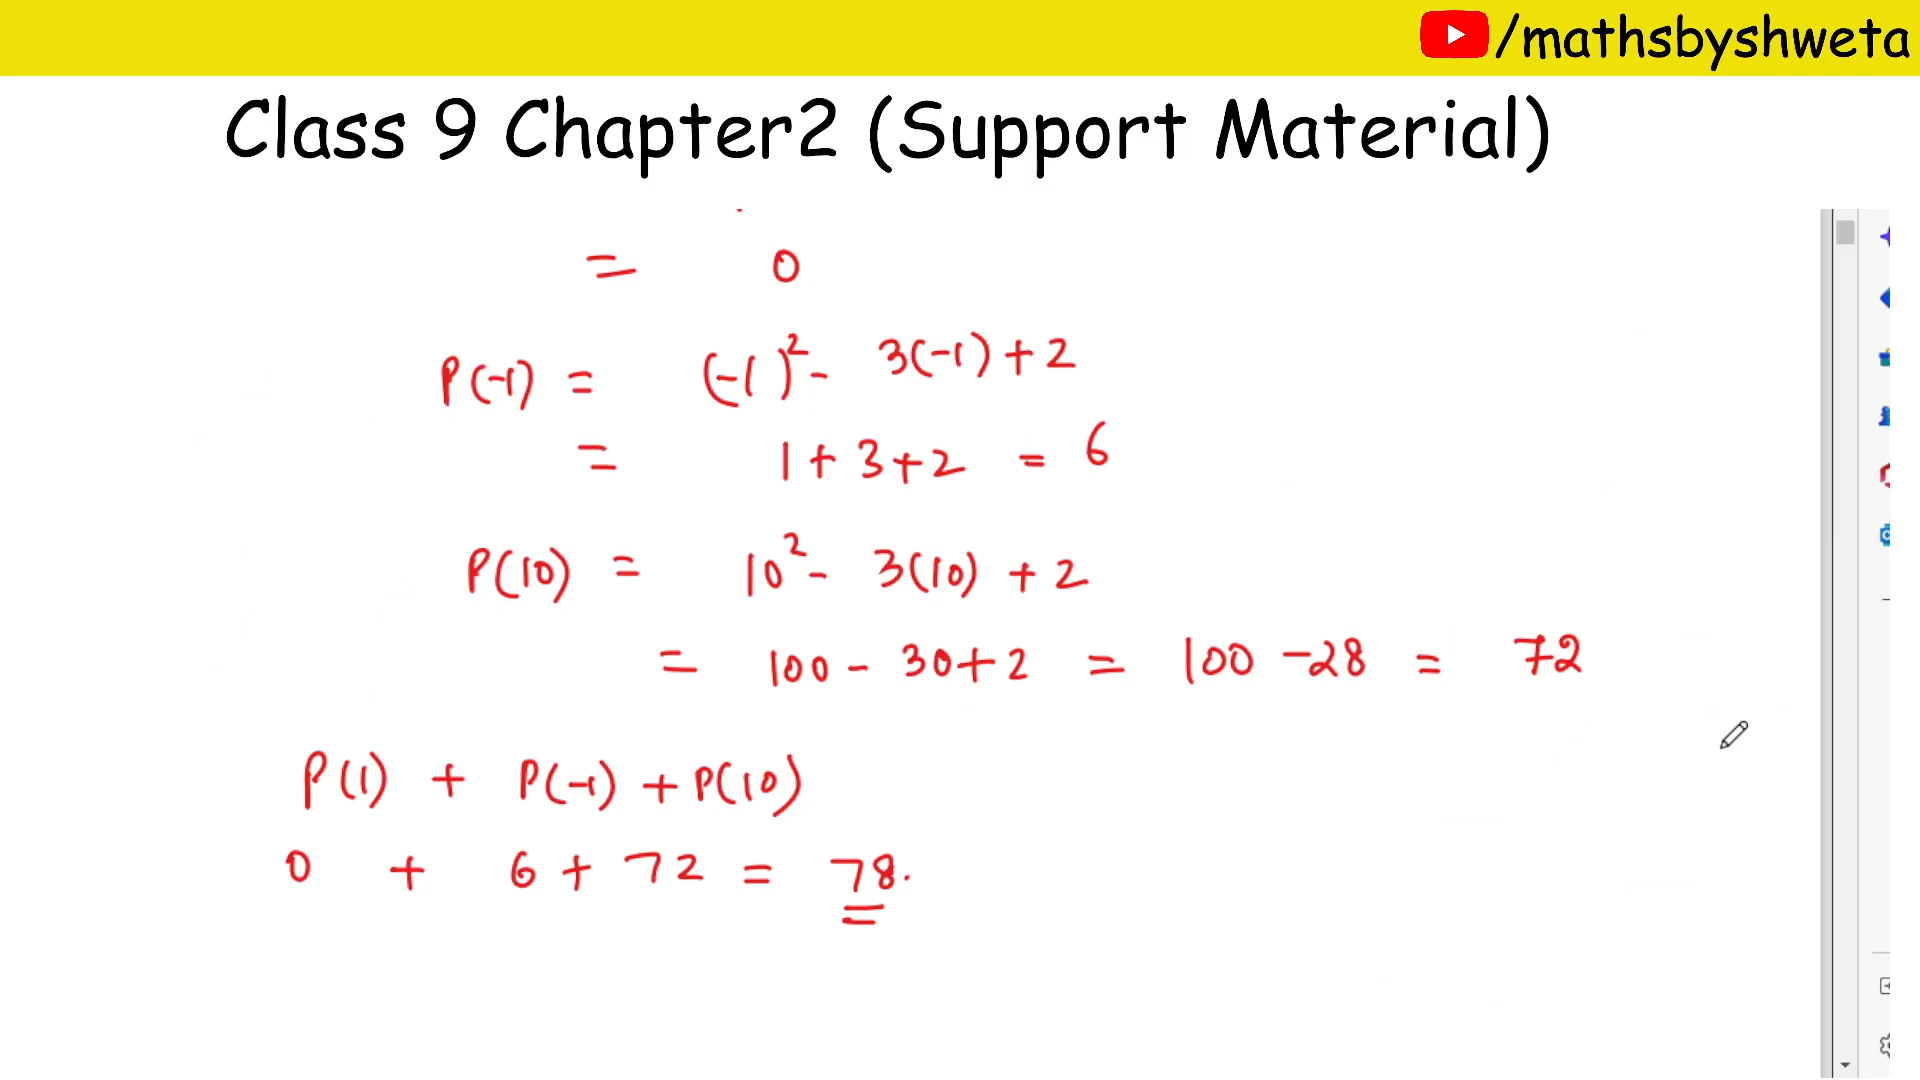 /mathsbyshweta
Class 9 Chapter2 (Support Material)
= 0
P(-1) = (-1)² - 3(-1) + 2
= 1 + 3 + 2 = 6
P(10) = 10² - 3(10) + 2
= 100 - 30 + 2 = 100 - 28 = 72
P(1) + P(-1) + P(10)
0 + 6 + 72 = 78.